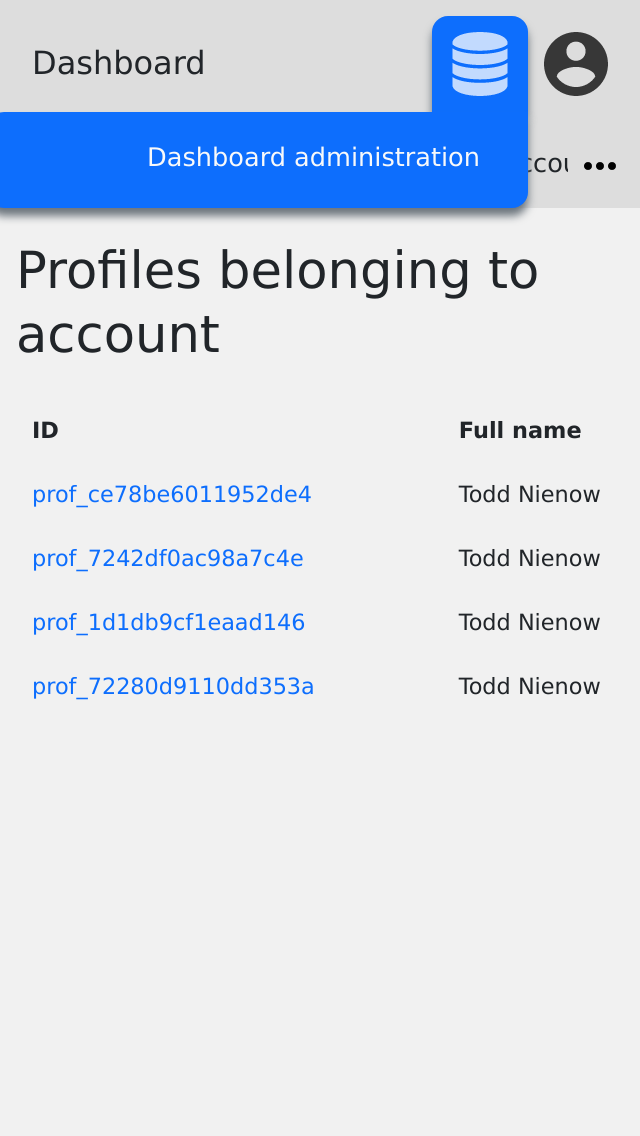 Dashboard
Dashboard administration
Profiles belonging to
account
ID Full name
prof_ce78be6011952de4 Todd Nienow
prof_7242df0ac98a7c4e Todd Nienow
prof_1d1db9cf1eaad146 Todd Nienow
prof_72280d9110dd353a Todd Nienow